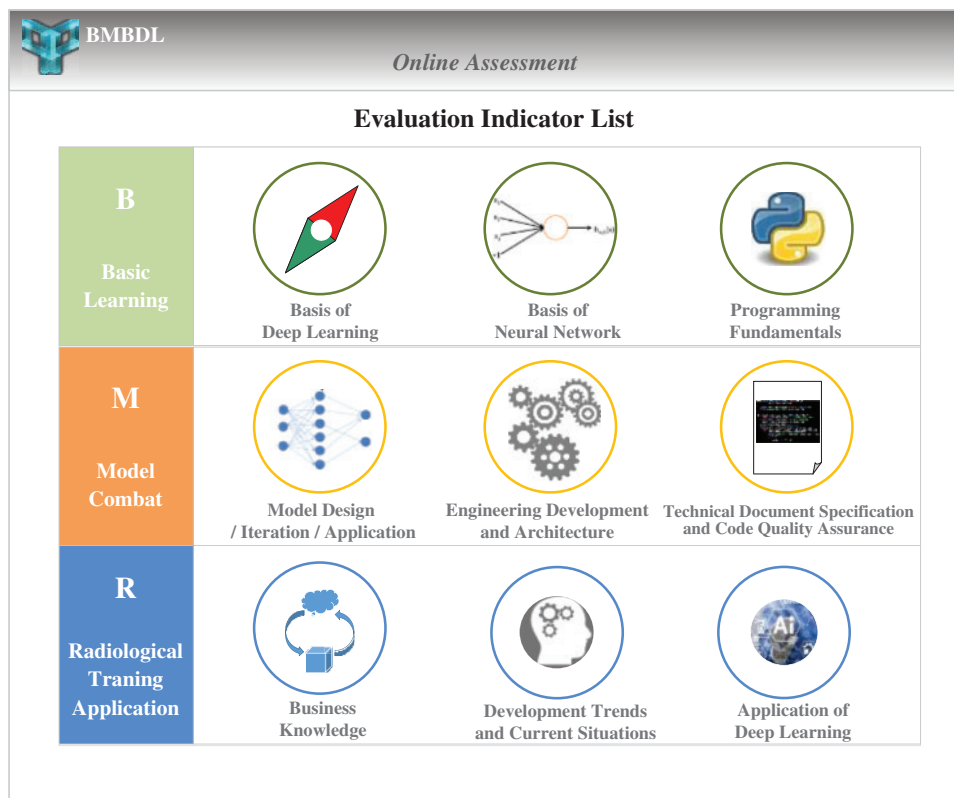 BMBDL
Online Assessment
Evaluation Indicator List
B
Basic
Learning
Basis of
Deep Learning
Basis of
Neural Network
Programming
Fundamentals
M
Model
Combat
Model Design
/ Iteration / Application
Engineering Development
and Architecture
Technical Document Specification
and Code Quality Assurance
R
Radiological
Traning
Application
Business
Knowledge
Development Trends
and Current Situations
Ai
Application of
Deep Learning